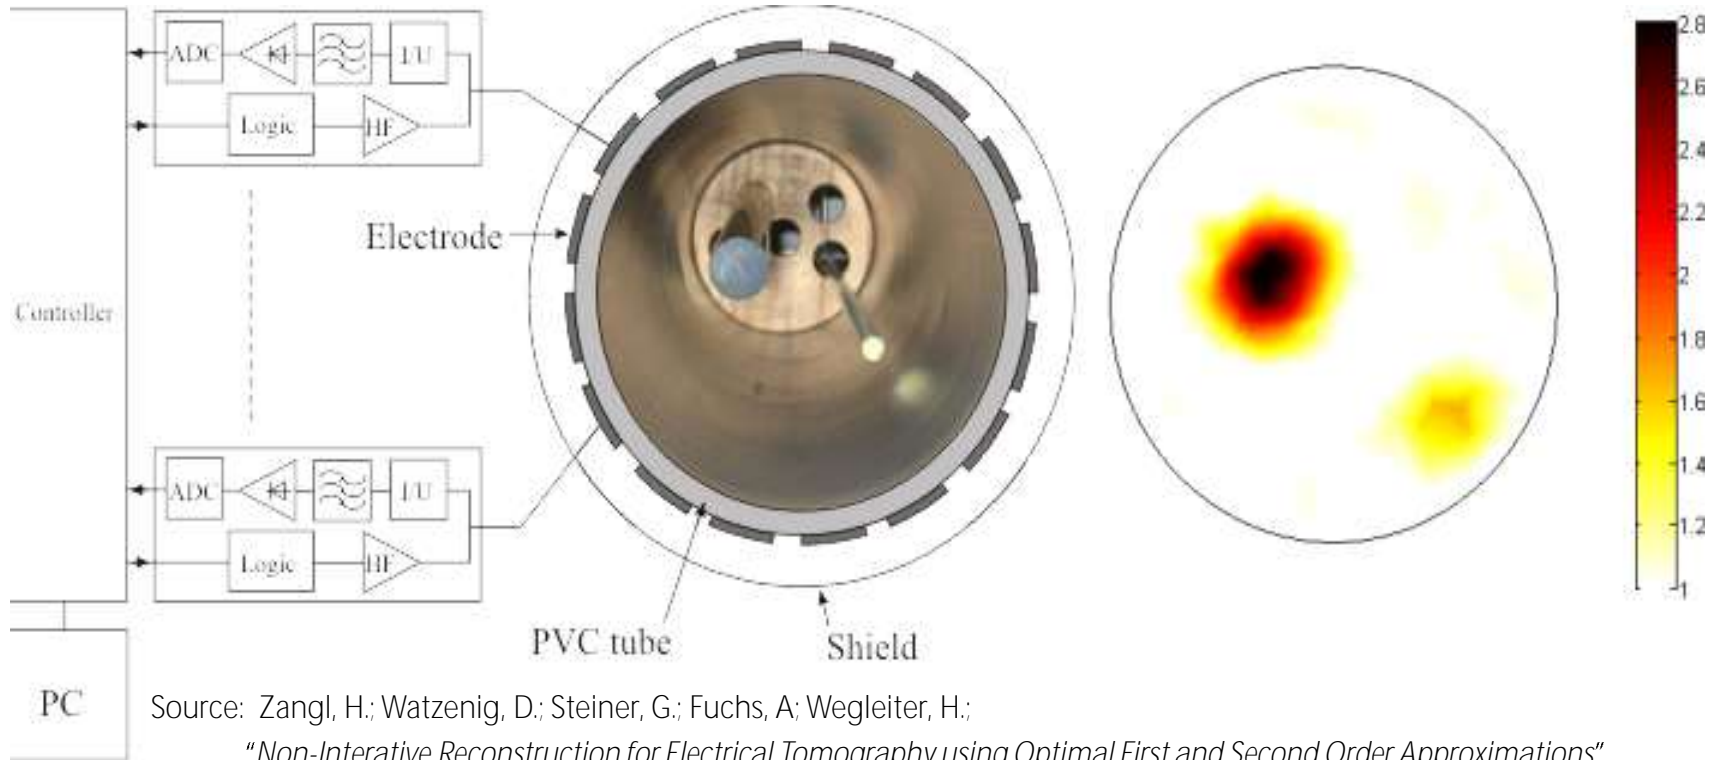 ADC
I/U
Logic
HF
Electrode
Controller
ADC
I/U
Logic
HF
PVC tube
Shield
PC
2.8
2.6
2.4
2.2
2
1.8
1.6
1.4
1.2
1
Source: Zangl, H.; Watzenig, D.; Steiner, G.; Fuchs, A; Wegleiter, H.;
“Non-Interative Reconstruction for Electrical Tomography using Optimal First and Second Order Approximations”